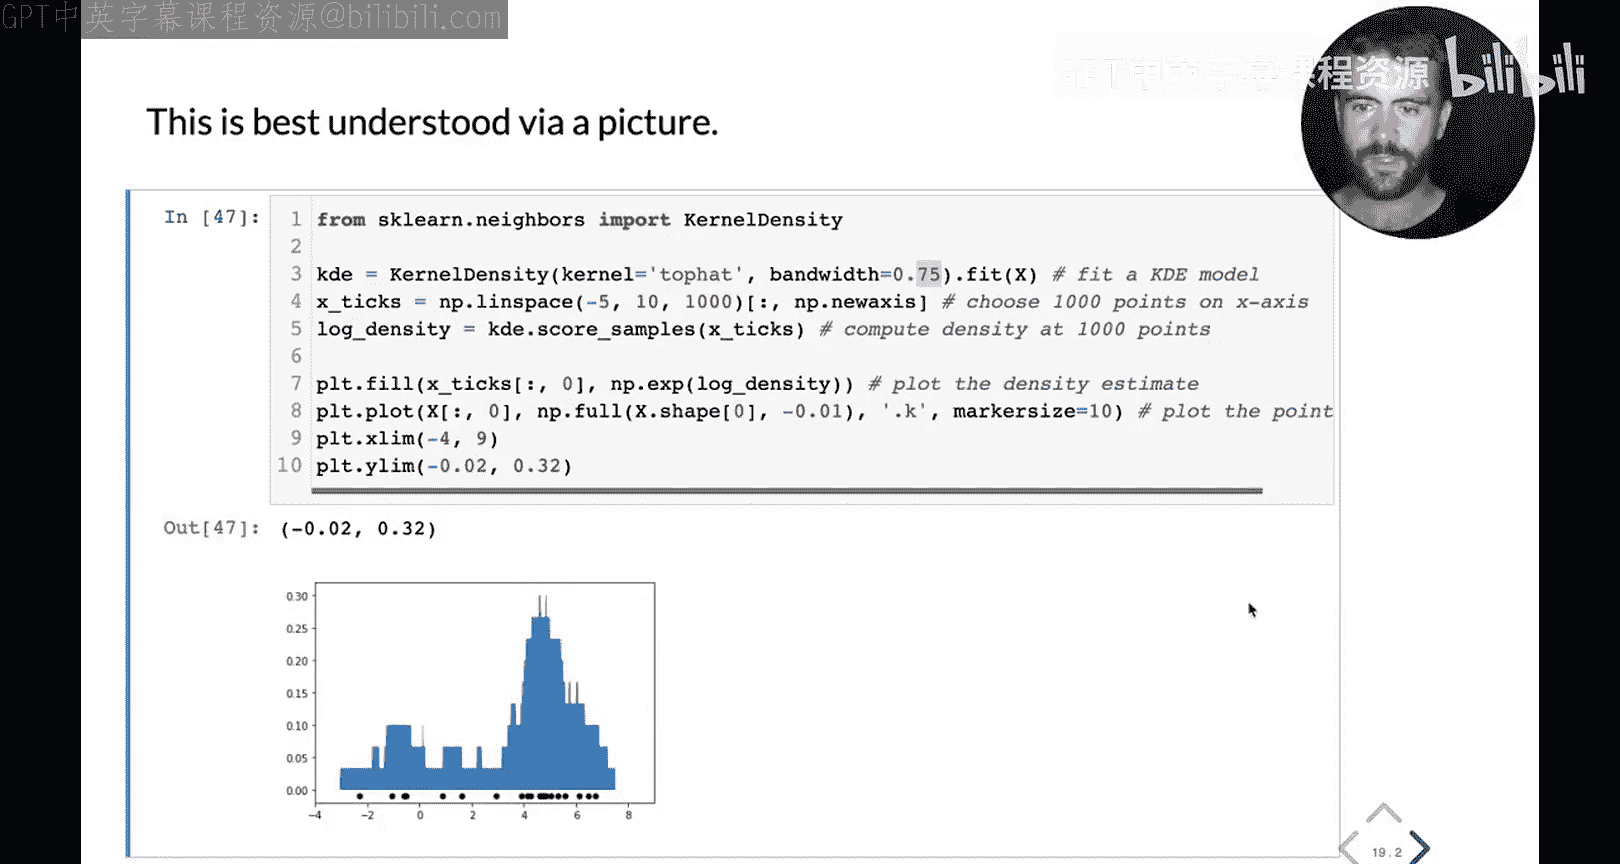 GPT中英字幕课程资源@bilibili.com
课程资源 bilibili
This is best understood via a picture.
In [47]:
1 from sklearn.neighbors import KernelDensity
2
3 kde = KernelDensity(kernel='tophat', bandwidth=0.75).fit(X) # fit a KDE model
4 x_ticks = np.linspace(-5, 10, 1000)[:, np.newaxis] # choose 1000 points on x-axis
5 log_density = kde.score_samples(x_ticks) # compute density at 1000 points
6
7 plt.fill(x_ticks[:, 0], np.exp(log_density)) # plot the density estimate
8 plt.plot(X[:, 0], np.full(X.shape[0], -0.01), '.k', markersize=10) # plot the point
9 plt.xlim(-4, 9)
10 plt.ylim(-0.02, 0.32)
Out[47]: (-0.02, 0.32)
0.30
0.25
0.20
0.15
0.10
0.05
0.00
-4 -2 0 2 4 6 8
19.2